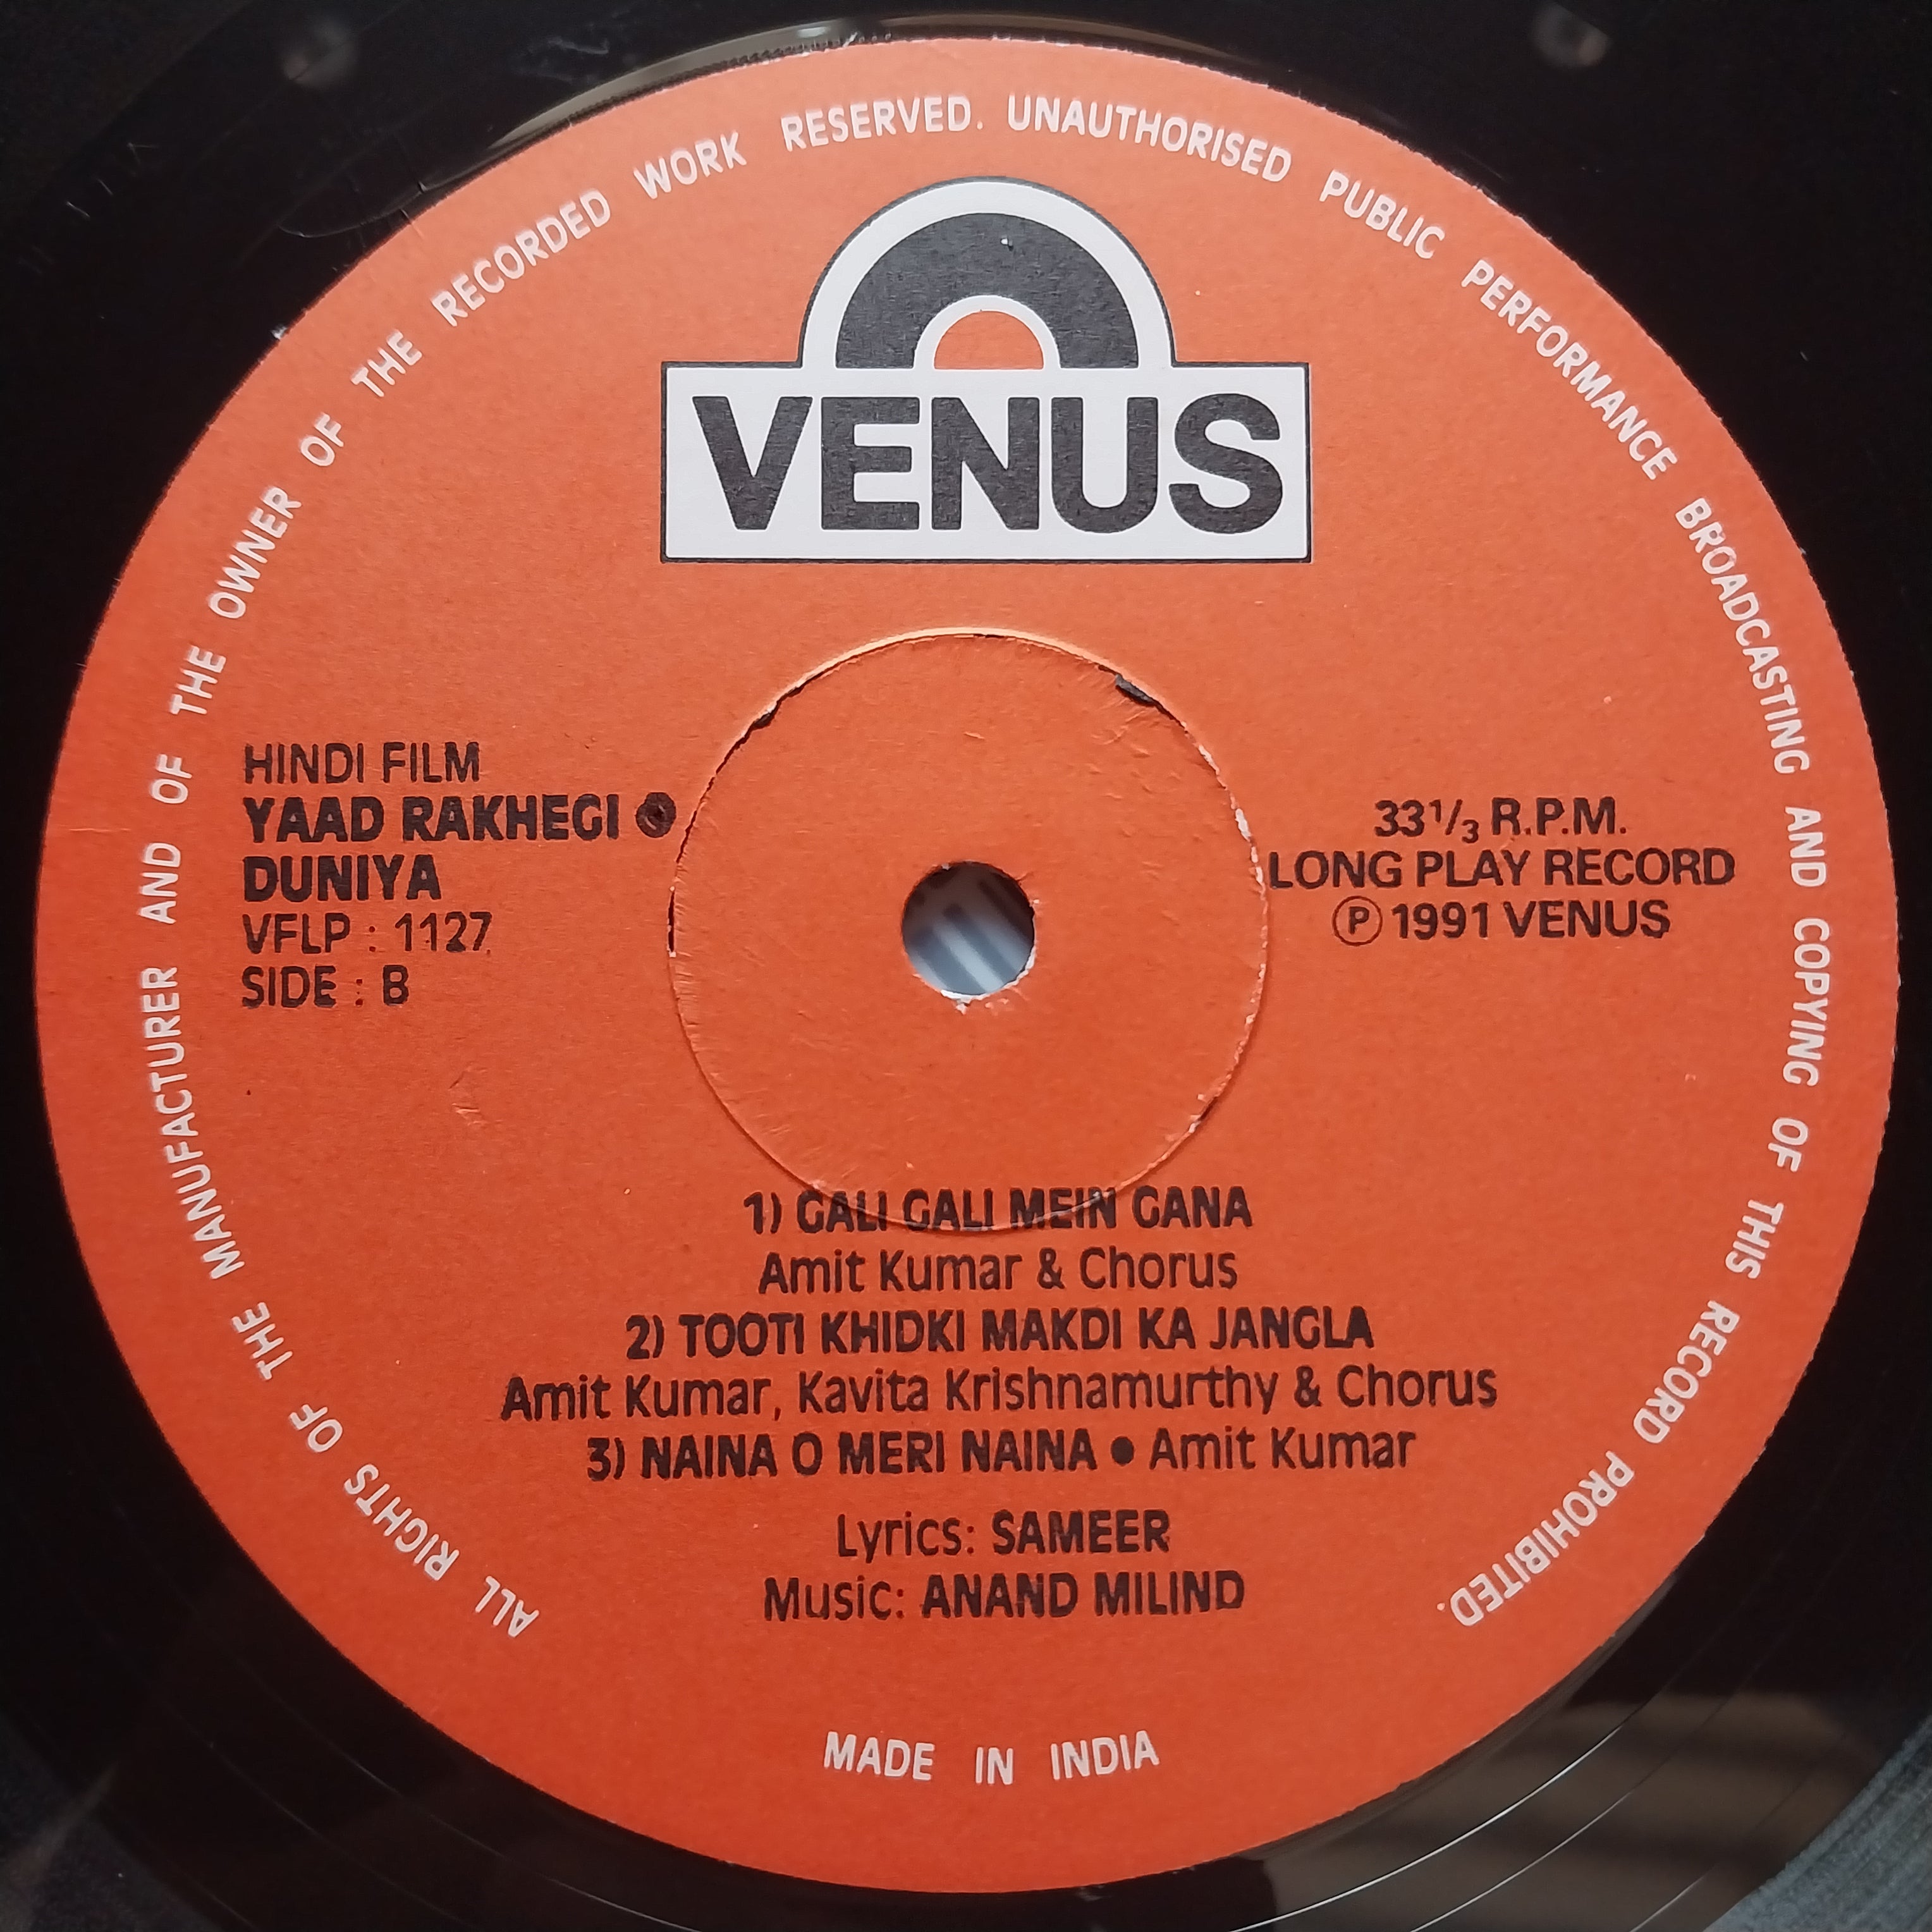 ALL RIGHTS OF THE MANUFACTURER AND OF THE OWNER OF THE RECORDED WORK RESERVED. UNAUTHORISED PUBLIC PERFORMANCE BROADCASTING AND COPYING OF THIS RECORD PROHIBITED.
VENUS
HINDI FILM
YAAD RAKHEGI
DUNIYA
VFLP : 1127
SIDE : B
33 1/3 R.P.M.
LONG PLAY RECORD
Ⓟ 1991 VENUS
1) GALI GALI MEIN GANA
Amit Kumar & Chorus
2) TOOTI KHIDKI MAKDI KA JANGLA
Amit Kumar, Kavita Krishnamurthy & Chorus
3) NAINA O MERI NAINA ● Amit Kumar
Lyrics: SAMEER
Music: ANAND MILIND
MADE IN INDIA